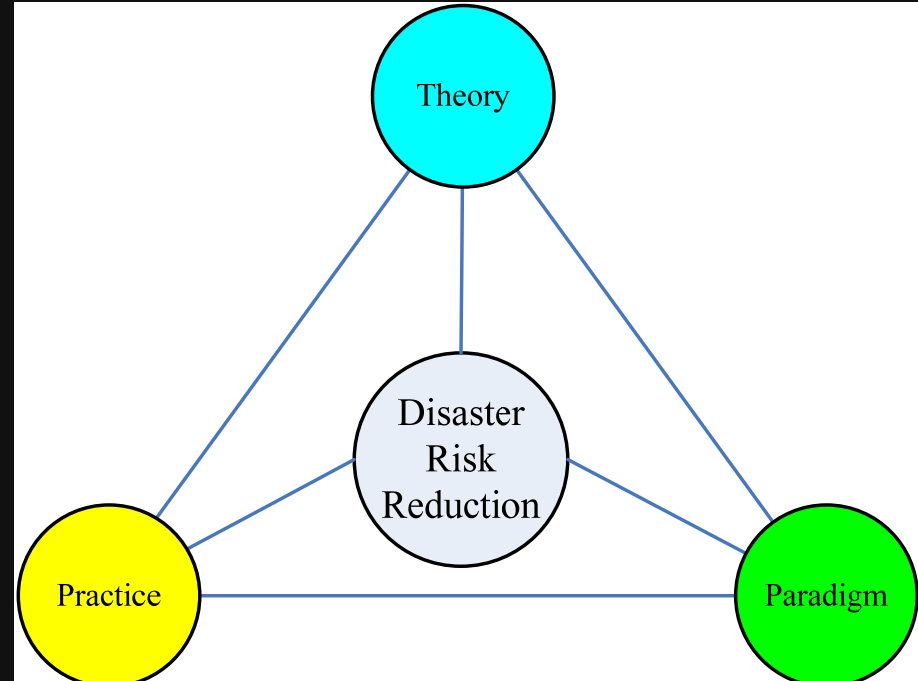 Theory
Disaster
Risk
Reduction
Practice
Paradigm